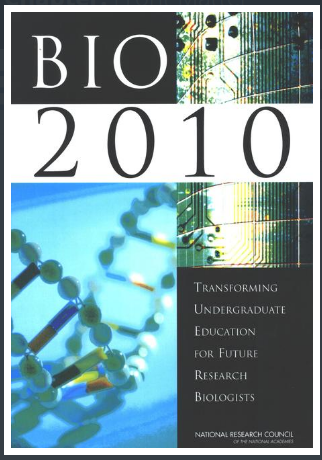 BIO
2010
TRANSFORMING
UNDERGRADUATE
EDUCATION
FOR FUTURE
RESEARCH
BIOLOGISTS
NATIONAL RESEARCH COUNCIL
OF THE NATIONAL ACADEMIES